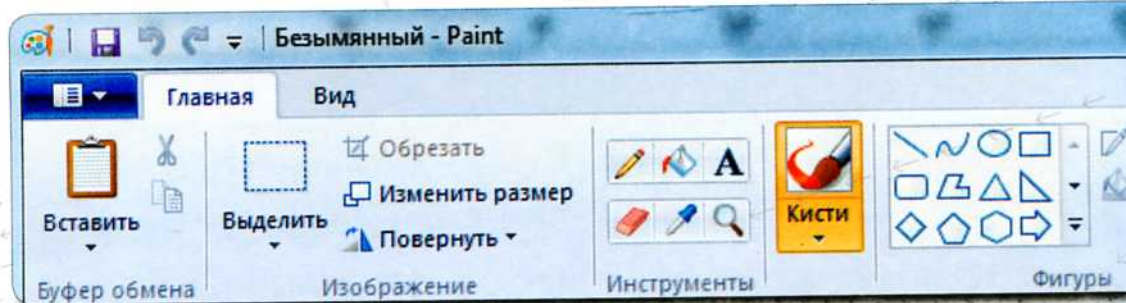 Безымянный - Paint
Главная Вид
Обрезать
Изменить размер
Вставить Выделить Повернуть Кисти
Буфер обмена Изображение Инструменты Фигуры